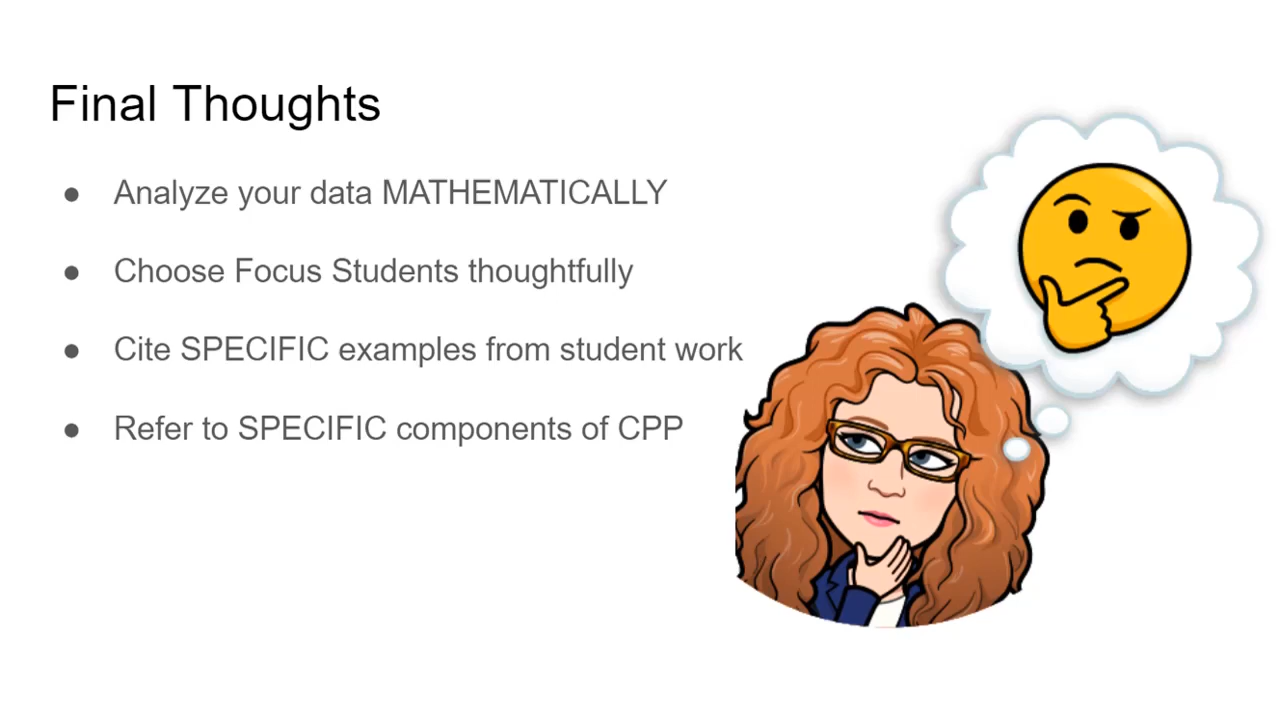 Final Thoughts
● Analyze your data MATHEMATICALLY
● Choose Focus Students thoughtfully
● Cite SPECIFIC examples from student work
● Refer to SPECIFIC components of CPP